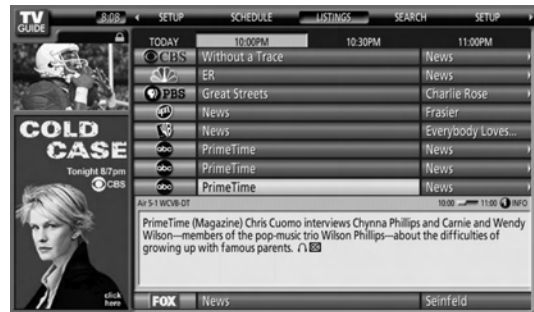 TV GUIDE
8:08
SETUP SCHEDULE LISTINGS SEARCH SETUP
TODAY 10:00PM 10:30PM 11:00PM
CBS Without a Trace News
ER News
PBS Great Streets Charlie Rose
News Frasier
News Everybody Loves...
abc PrimeTime News
abc PrimeTime News
abc PrimeTime News
Air 5-1 WCVB-DT 10:00 11:00 INFO
PrimeTime (Magazine) Chris Cuomo interviews Chynna Phillips and Carnie and Wendy
Wilson—members of the pop-music trio Wilson Phillips—about the difficulties of
growing up with famous parents.
FOX News Seinfeld
COLD
CASE
Tonight 8/7pm
CBS
click
here